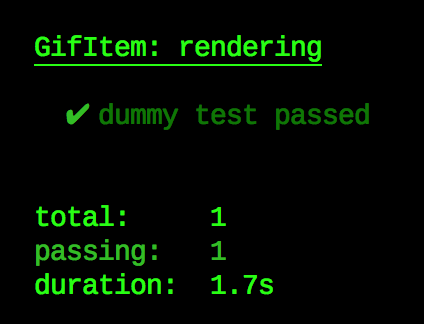 GifItem: rendering
✔ dummy test passed
total: 1
passing: 1
duration: 1.7s